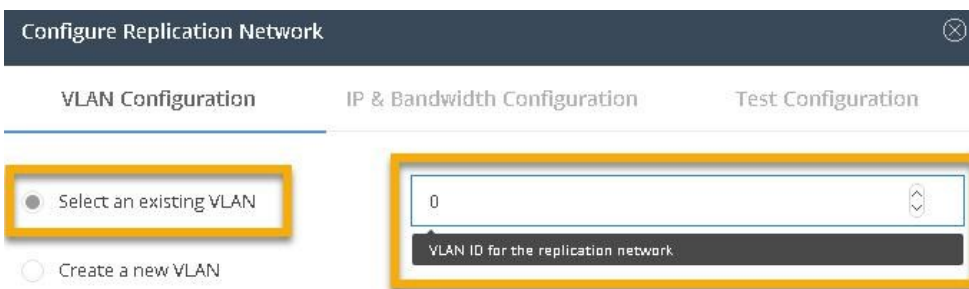 Configure Replication Network
VLAN Configuration IP & Bandwidth Configuration Test Configuration
Select an existing VLAN 0
VLAN ID for the replication network
Create a new VLAN